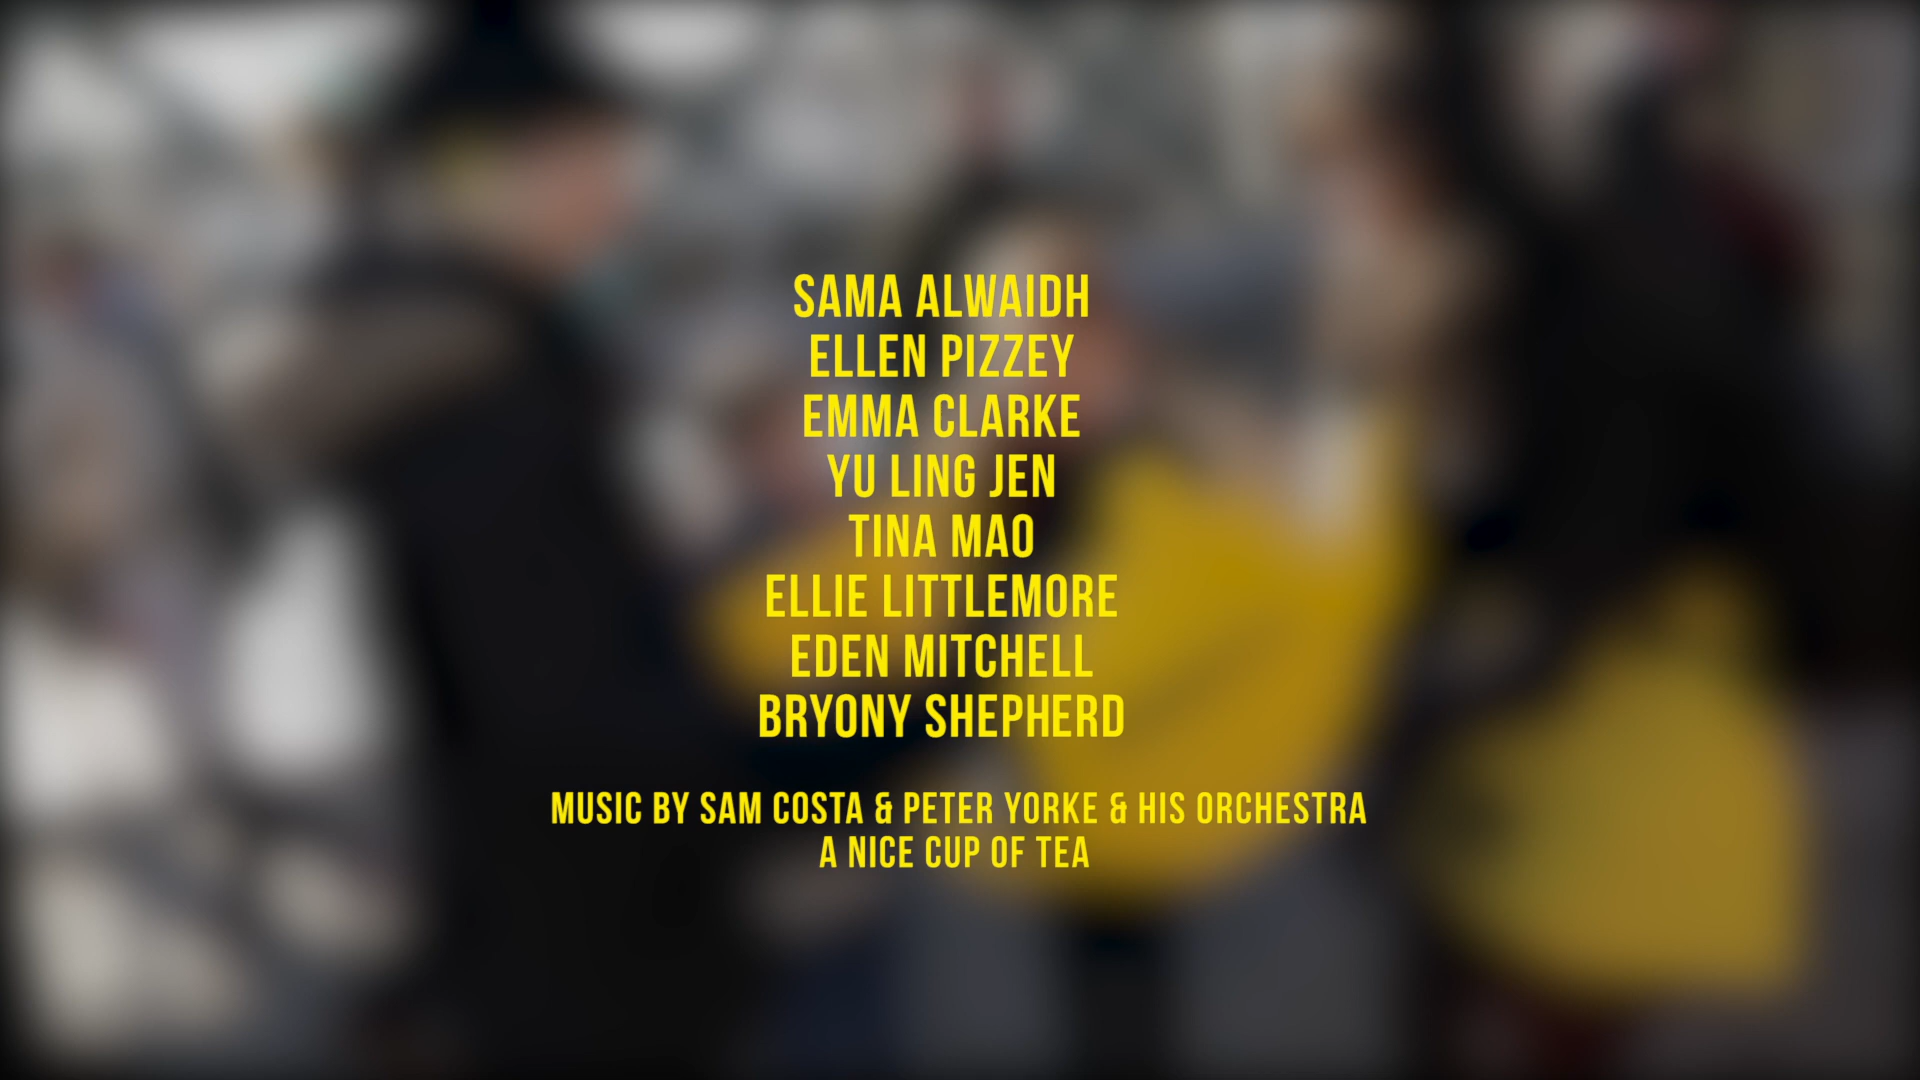 SAMA ALWAIDH
ELLEN PIZZEY
EMMA CLARKE
YU LING JEN
TINA MAO
ELLIE LITTLEMORE
EDEN MITCHELL
BRYONY SHEPHERD
MUSIC BY SAM COSTA & PETER YORKE & HIS ORCHESTRA
A NICE CUP OF TEA